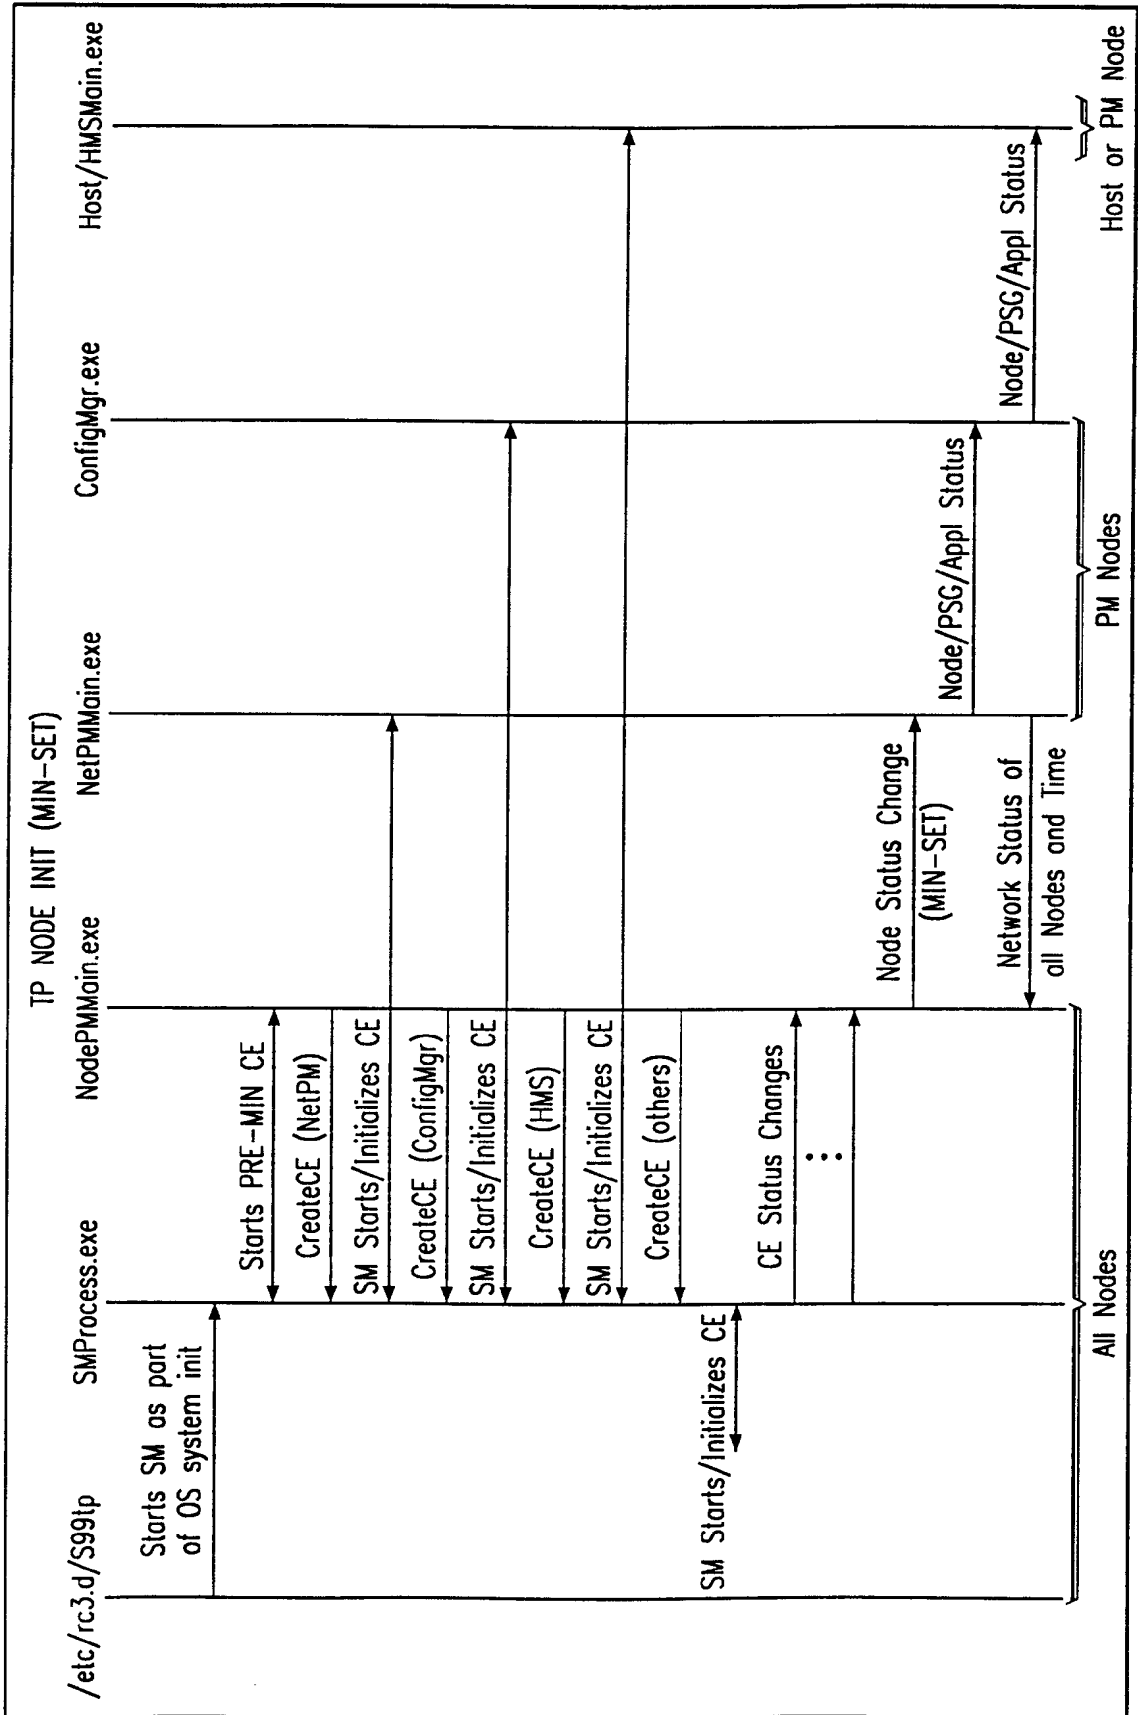 TP NODE INIT (MIN-SET)
/etc/rc3.d/S99tp
SMProcess.exe
NodePMMain.exe
NetPMMain.exe
ConfigMgr.exe
Host/HMSMain.exe
Starts SM as part
of OS system init
Starts PRE-MIN CE
CreateCE (NetPM)
SM Starts/Initializes CE
CreateCE (ConfigMgr)
SM Starts/Initializes CE
CreateCE (HMS)
SM Starts/Initializes CE
CreateCE (others)
SM Starts/Initializes CE
CE Status Changes
Node Status Change
(MIN-SET)
Node/PSG/Appl Status
Network Status of
all Nodes and Time
Node/PSG/Appl Status
All Nodes
PM Nodes
Host or PM Node